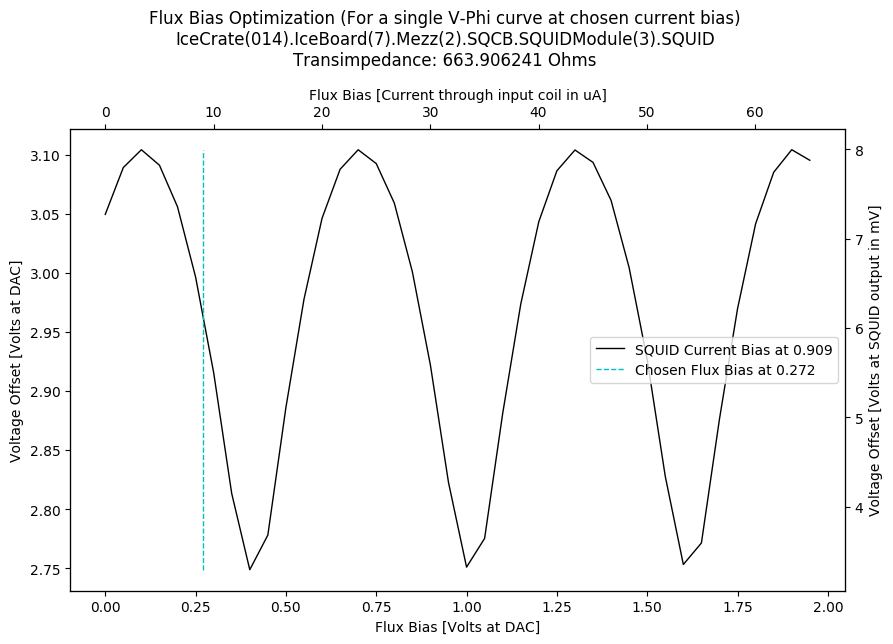 Flux Bias Optimization (For a single V-Phi curve at chosen current bias)
IceCrate(014).IceBoard(7).Mezz(2).SQCB.SQUIDModule(3).SQUID
Transimpedance: 663.906241 Ohms
Flux Bias [Current through input coil in uA]
0 10 20 30 40 50 60
3.10
3.05
3.00
2.95
2.90
2.85
2.80
2.75
Voltage Offset [Volts at DAC]
8
7
6
5
4
Voltage Offset [Volts at SQUID output in mV]
SQUID Current Bias at 0.909
Chosen Flux Bias at 0.272
0.00 0.25 0.50 0.75 1.00 1.25 1.50 1.75 2.00
Flux Bias [Volts at DAC]